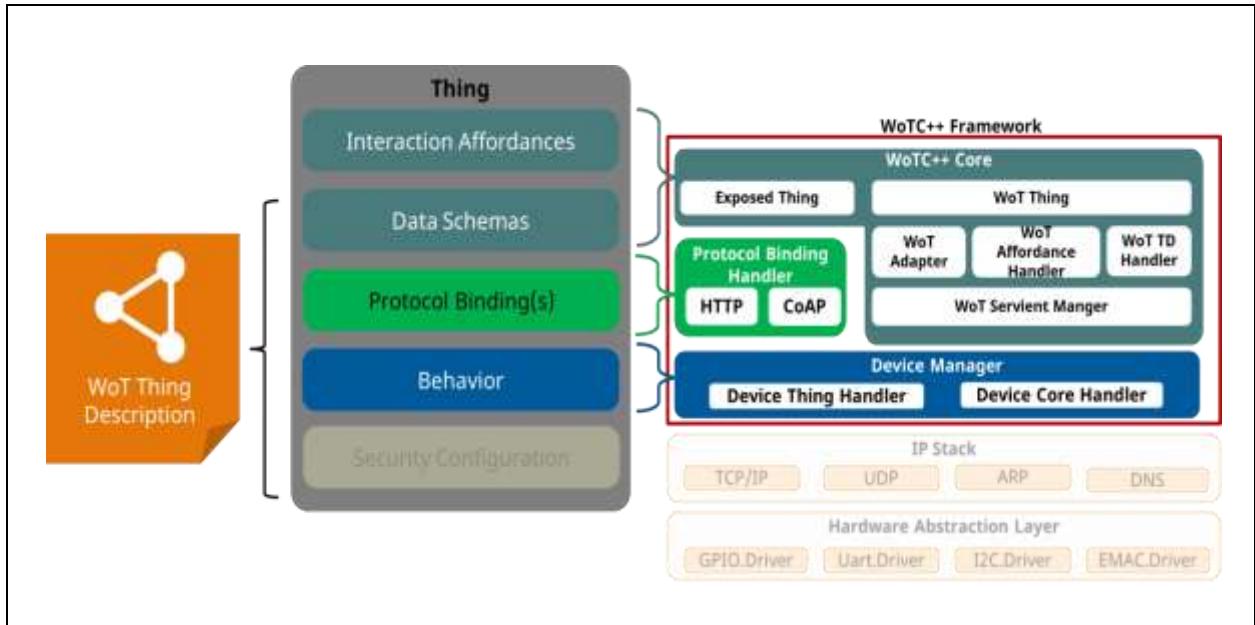 WoT Thing
Description
Thing
Interaction Affordances
Data Schemas
Protocol Binding(s)
Behavior
Security Configuration
WoTC++ Framework
WoTC++ Core
Exposed Thing
WoT Thing
WoT
Adapter
WoT
Affordance
Handler
WoT TD
Handler
WoT Servient Manger
Protocol Binding
Handler
HTTP
CoAP
Device Manager
Device Thing Handler
Device Core Handler
IP Stack
TCP/IP
UDP
ARP
DNS
Hardware Abstraction Layer
GPIO.Driver
Uart.Driver
I2C.Driver
EMAC.Driver